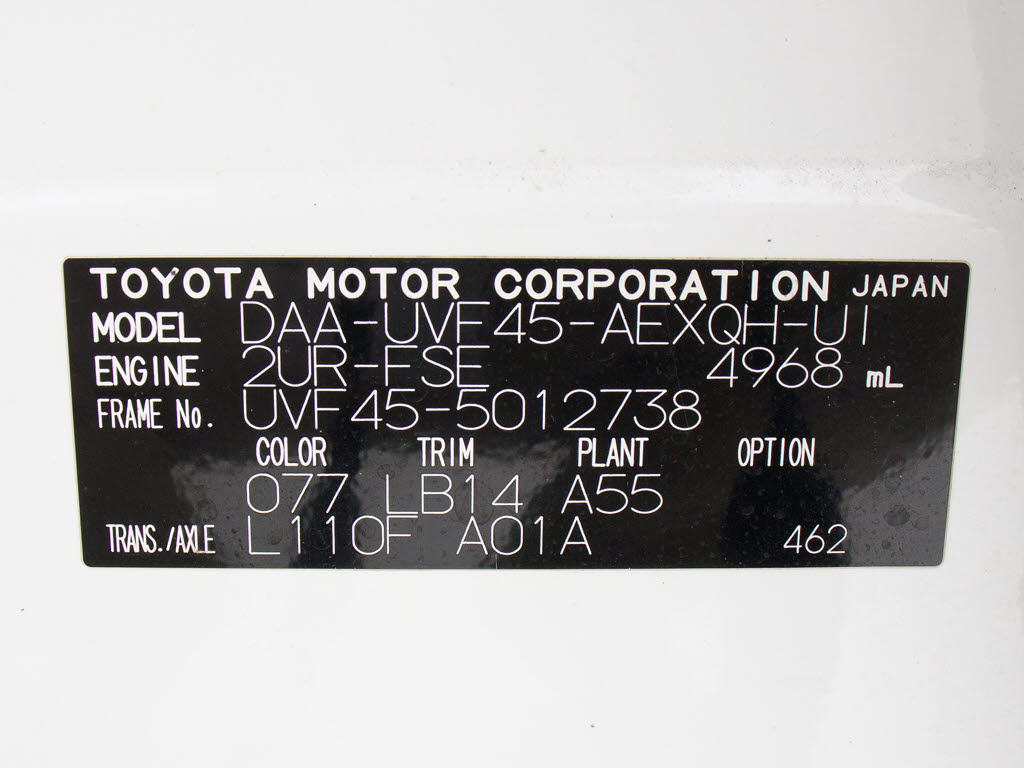 TOYOTA MOTOR CORPORATION JAPAN
MODEL DAA-UVF45-AEXQH-U1
ENGINE 2UR-FSE 4968 mL
FRAME No. UVF45-5012738
COLOR TRIM PLANT OPTION
077 LB14 A55
TRANS./AXLE L110F A01A 462